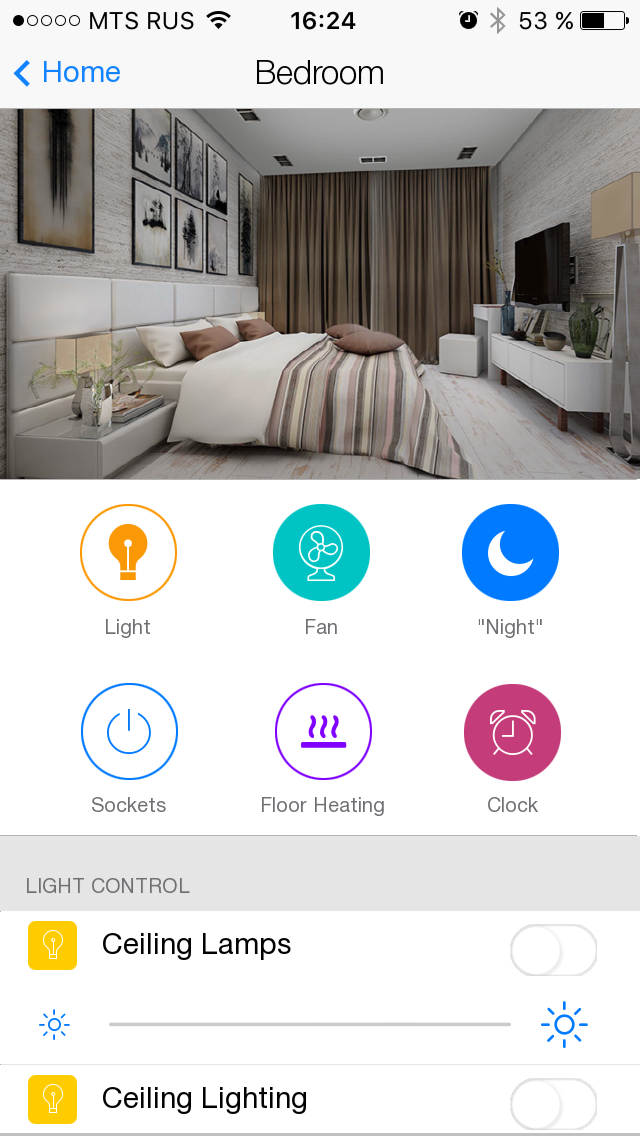 MTS RUS 16:24 53 %
Home Bedroom
Light Fan "Night"
Sockets Floor Heating Clock
LIGHT CONTROL
Ceiling Lamps
Ceiling Lighting